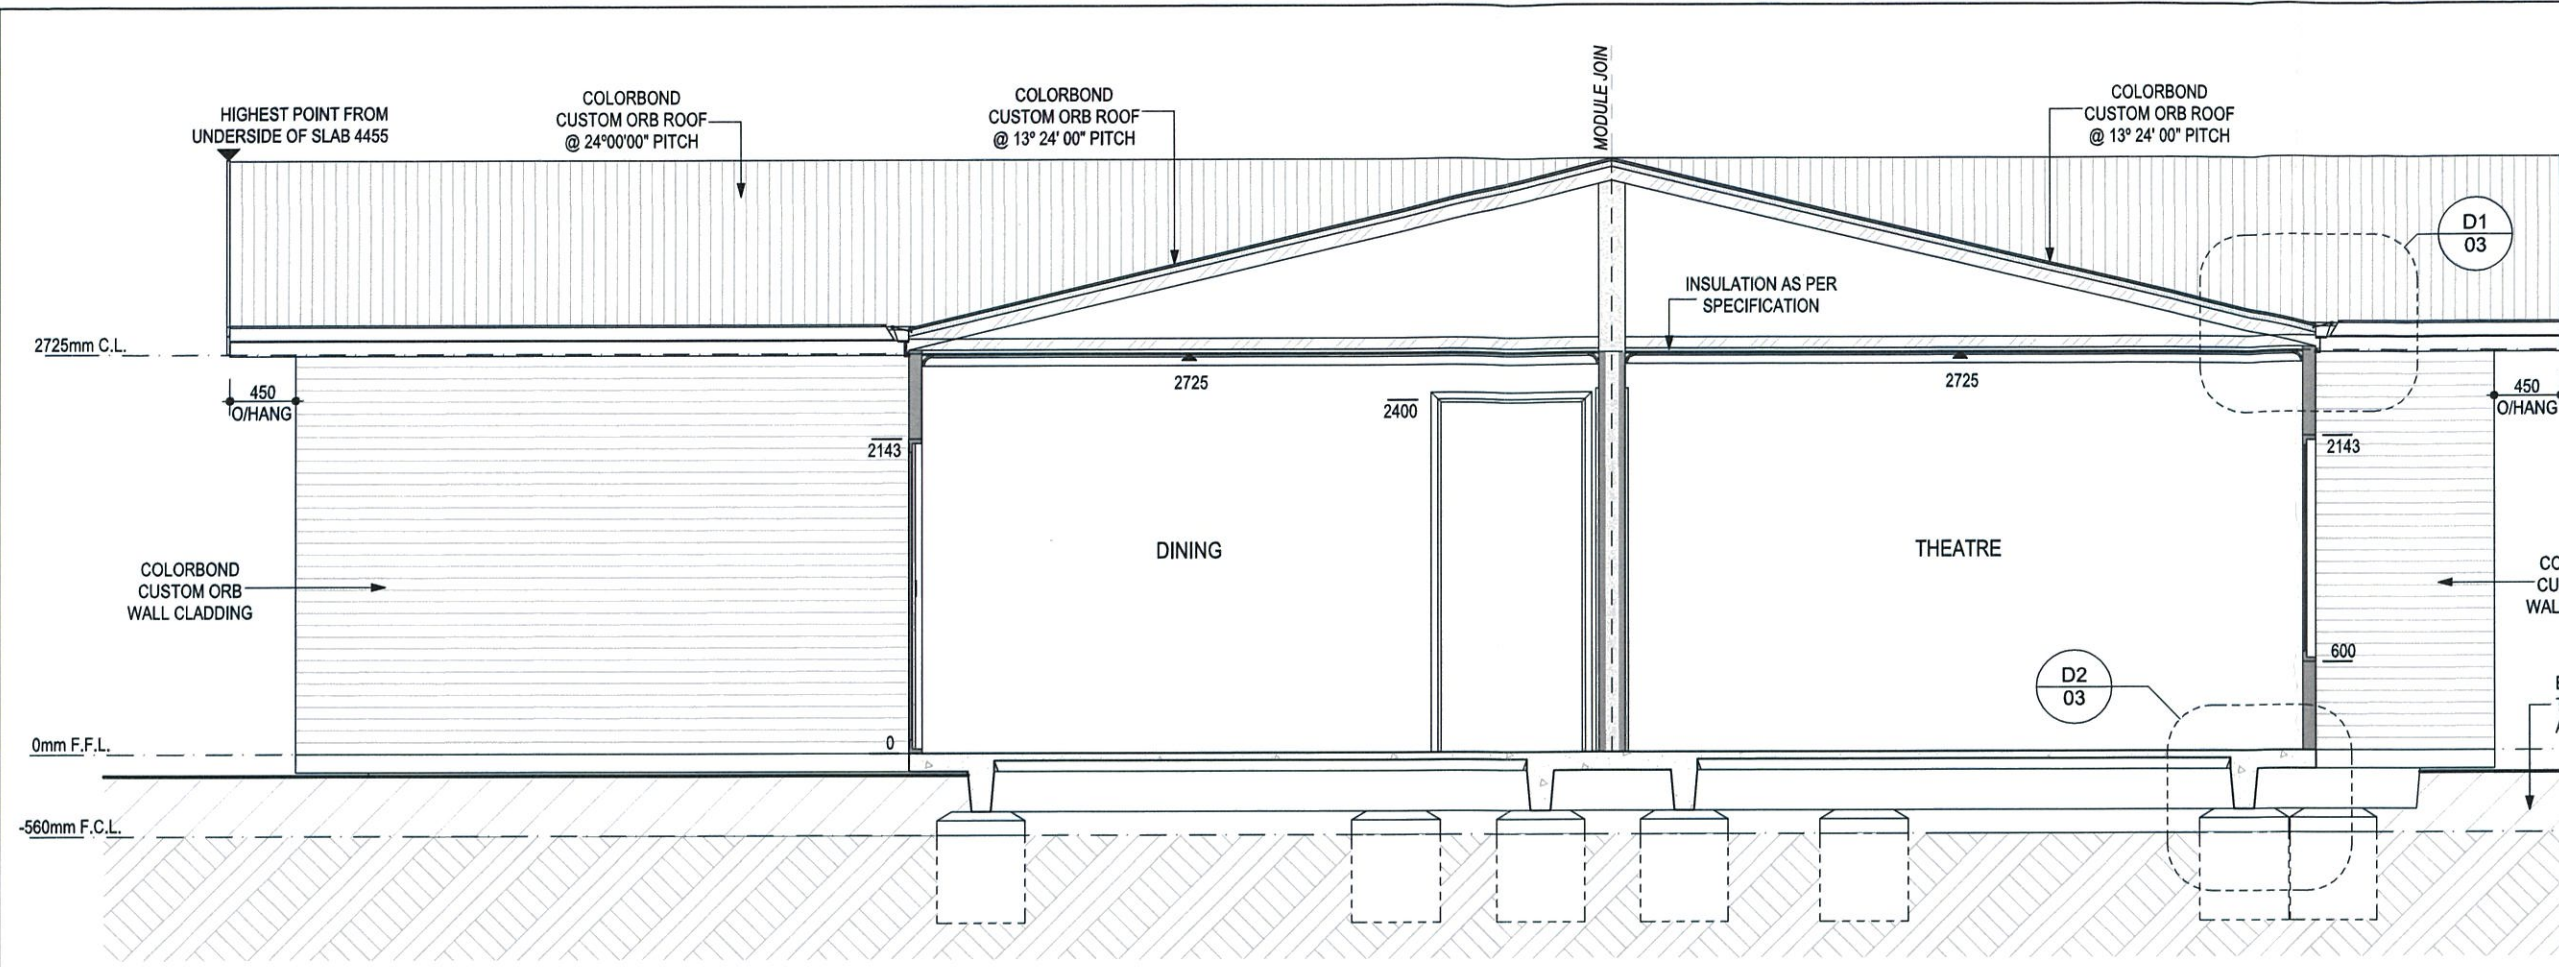 MODULE JOIN
HIGHEST POINT FROM
UNDERSIDE OF SLAB 4455
COLORBOND
CUSTOM ORB ROOF
@ 24°00'00" PITCH
COLORBOND
CUSTOM ORB ROOF
@ 13° 24' 00" PITCH
COLORBOND
CUSTOM ORB ROOF
@ 13° 24' 00" PITCH
D1
03
INSULATION AS PER
SPECIFICATION
2725mm C.L.
450
O/HANG
2725
2725
450
O/HANG
2400
2143
2143
DINING
THEATRE
COLORBOND
CUSTOM ORB
WALL CLADDING
CO
CU
WAL
600
D2
03
0mm F.F.L.
0
-560mm F.C.L.